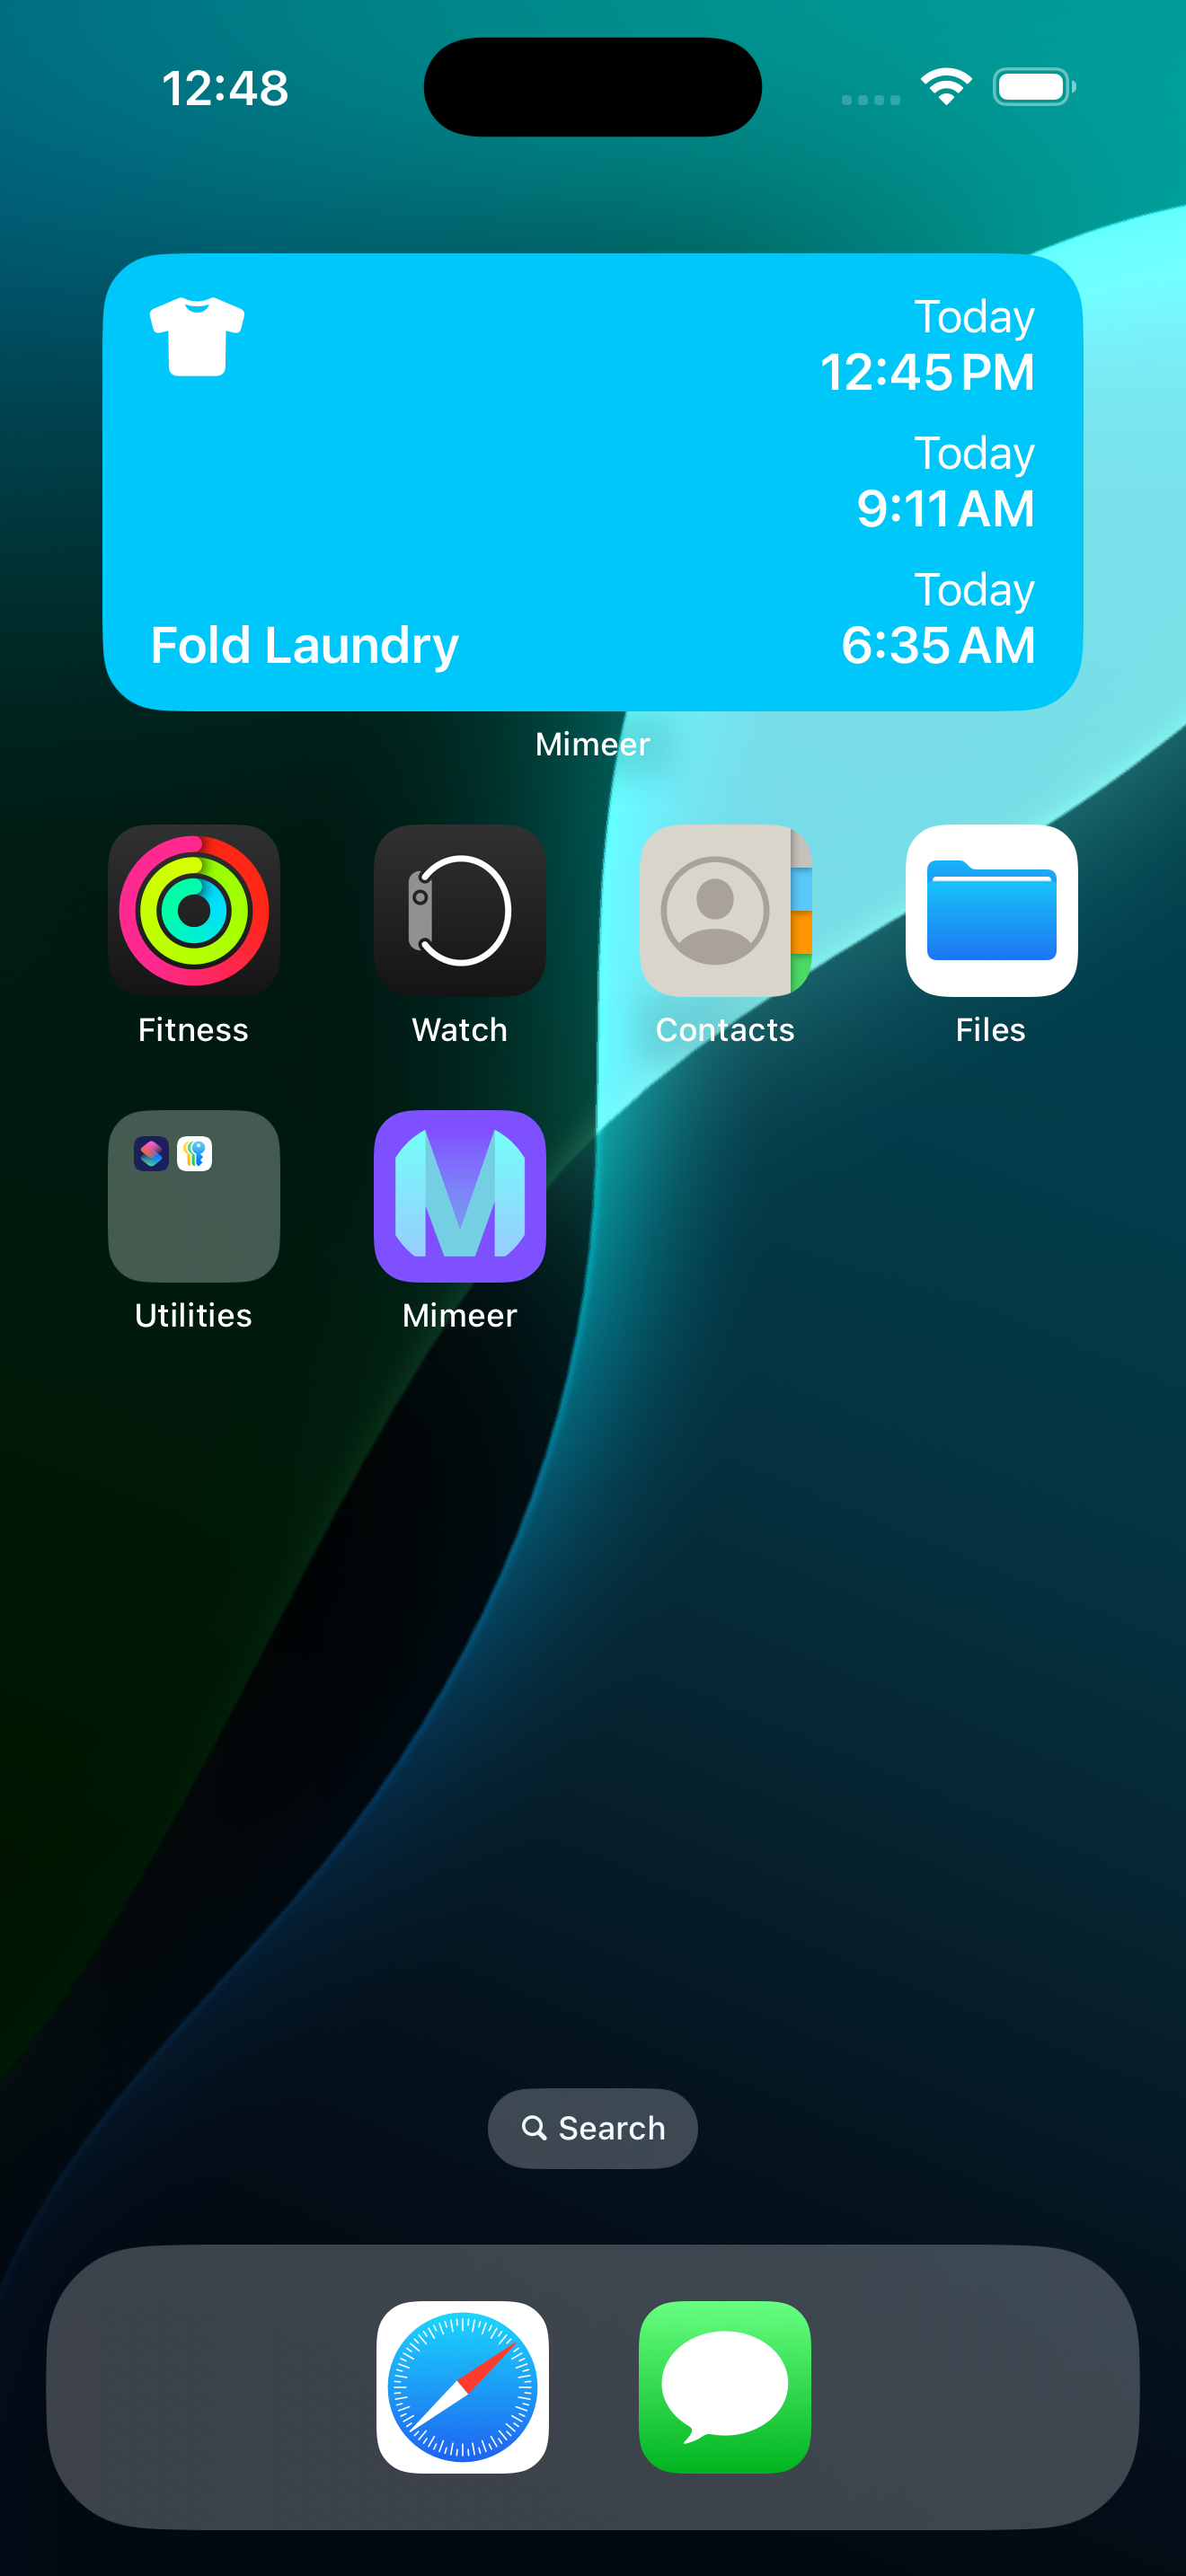 12:48
Today
12:45 PM
Today
9:11 AM
Today
6:35 AM
Fold Laundry
Mimeer
Fitness
Watch
Contacts
Files
Utilities
Mimeer
Search